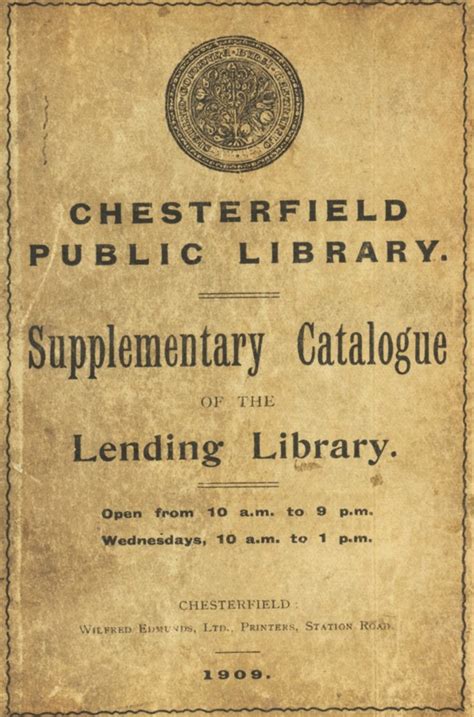 CHESTERFIELD
PUBLIC LIBRARY.
Supplementary Catalogue
OF THE
Lending Library.
Open from 10 a.m. to 9 p.m.
Wednesdays, 10 a.m. to 1 p.m.
CHESTERFIELD:
WILFRED EDMUNDS, LTD., PRINTERS, STATION ROAD.
1909.